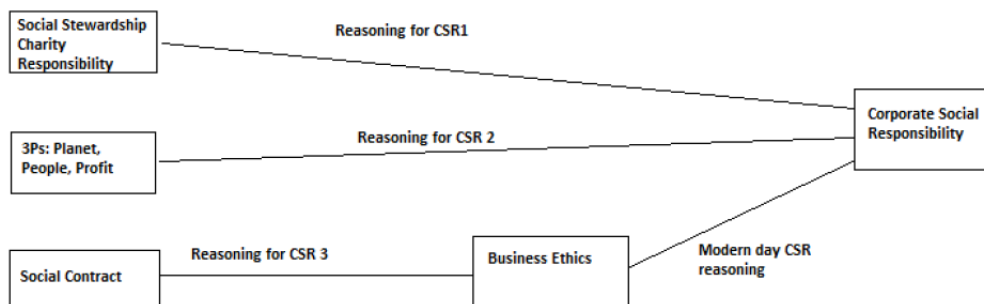 Social Stewardship
Charity
Responsibility
Reasoning for CSR1
Corporate Social
Responsibility
3Ps: Planet,
People, Profit
Reasoning for CSR 2
Social Contract
Reasoning for CSR 3
Business Ethics
Modern day CSR
reasoning